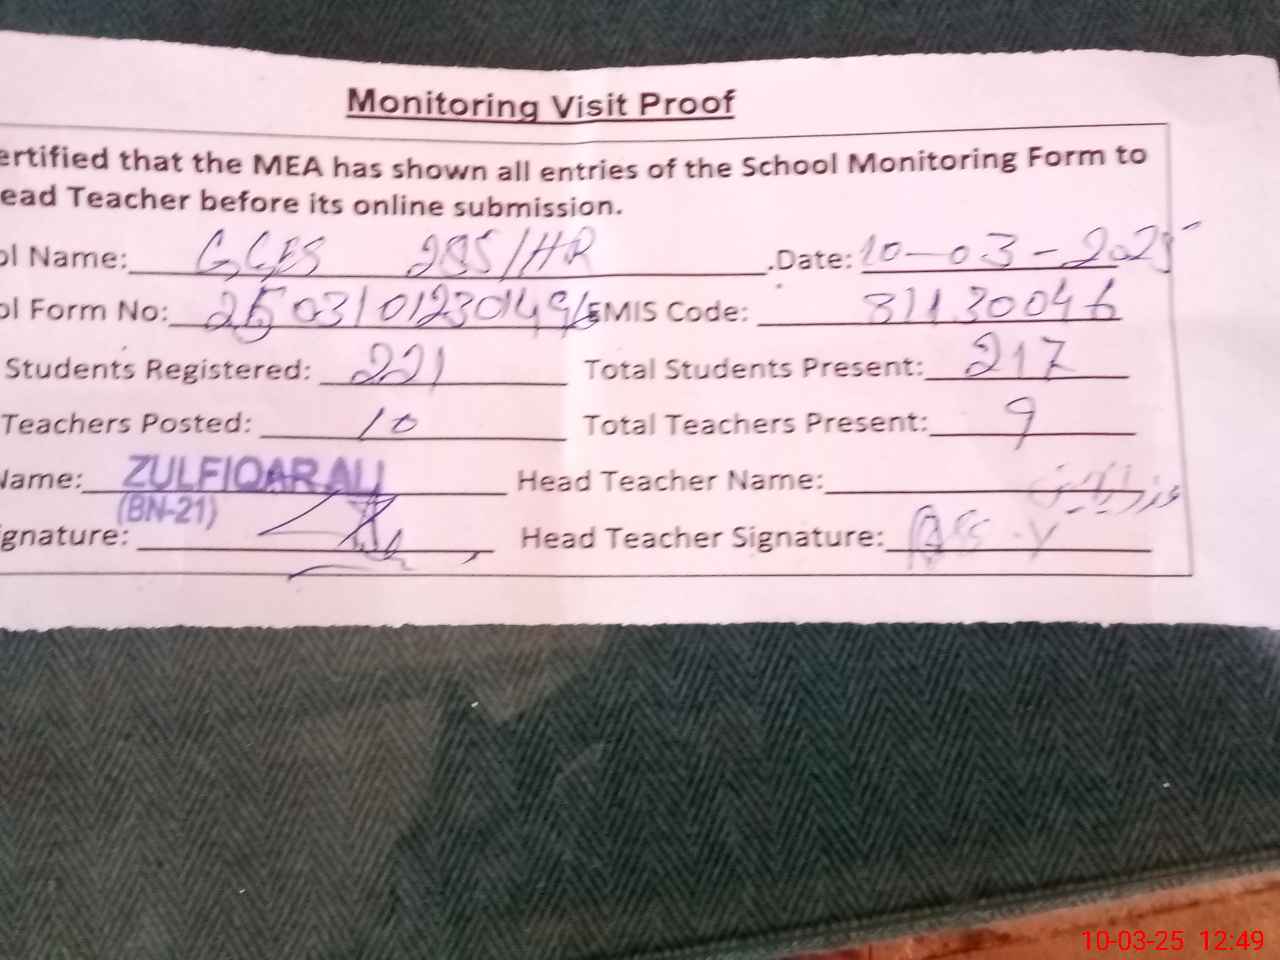 Monitoring Visit Proof
ertified that the MEA has shown all entries of the School Monitoring Form to
ead Teacher before its online submission.
ol Name: GGES 285/HR .Date: 10-03-2025
ol Form No: EMIS Code: 31130046
Students Registered: 221 Total Students Present: 217
Teachers Posted: 10 Total Teachers Present: 9
Name: ZULFIQAR ALI Head Teacher Name:
(BN-21)
ignature: Head Teacher Signature:
10-03-25 12:49